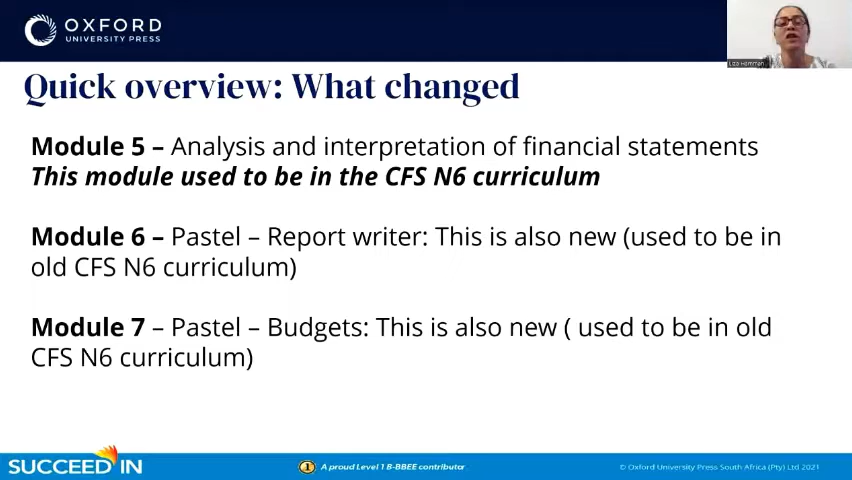 OXFORD
UNIVERSITY PRESS
Liza Hamman
Quick overview: What changed
Module 5 – Analysis and interpretation of financial statements
This module used to be in the CFS N6 curriculum
Module 6 – Pastel – Report writer: This is also new (used to be in
old CFS N6 curriculum)
Module 7 – Pastel – Budgets: This is also new ( used to be in old
CFS N6 curriculum)
SUCCEED IN
1 A proud Level 1 B-BBEE contributor
© Oxford University Press South Africa (Pty) Ltd 2021